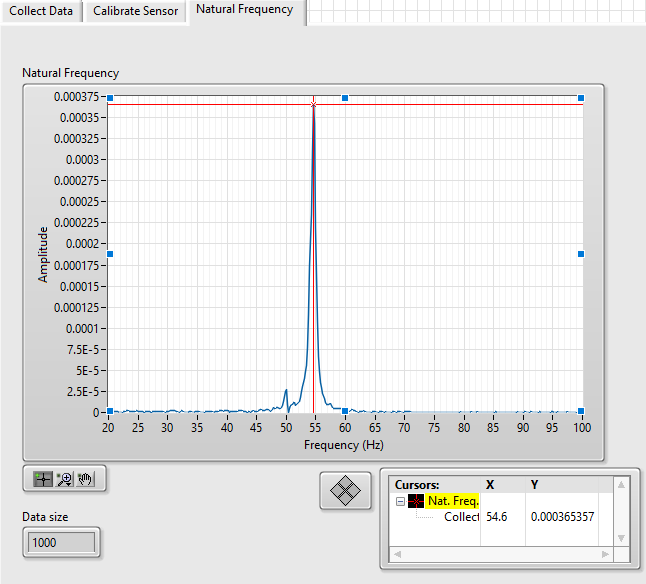 Collect Data Calibrate Sensor Natural Frequency
Natural Frequency
0.000375
0.00035
0.000325
0.0003
0.000275
0.00025
0.000225
0.0002
0.000175
0.00015
0.000125
0.0001
7.5E-5
5E-5
2.5E-5
0
Amplitude
20 25 30 35 40 45 50 55 60 65 70 75 80 85 90 95 100
Frequency (Hz)
Cursors: X Y
Nat. Freq.
Collect 54.6 0.000365357
Data size
1000